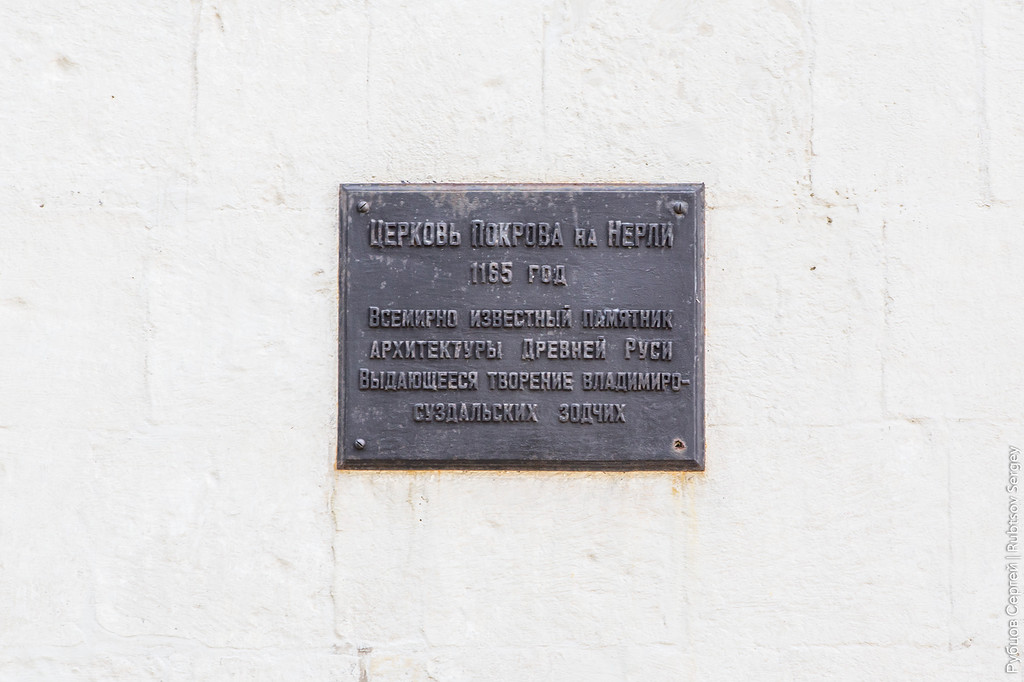 Церковь Покрова на Нерли
1165 год
Всемирно известный памятник
архитектуры Древней Руси
Выдающееся творение владимиро-
суздальских зодчих
Рубцов Сергей | Rubtsov Sergey